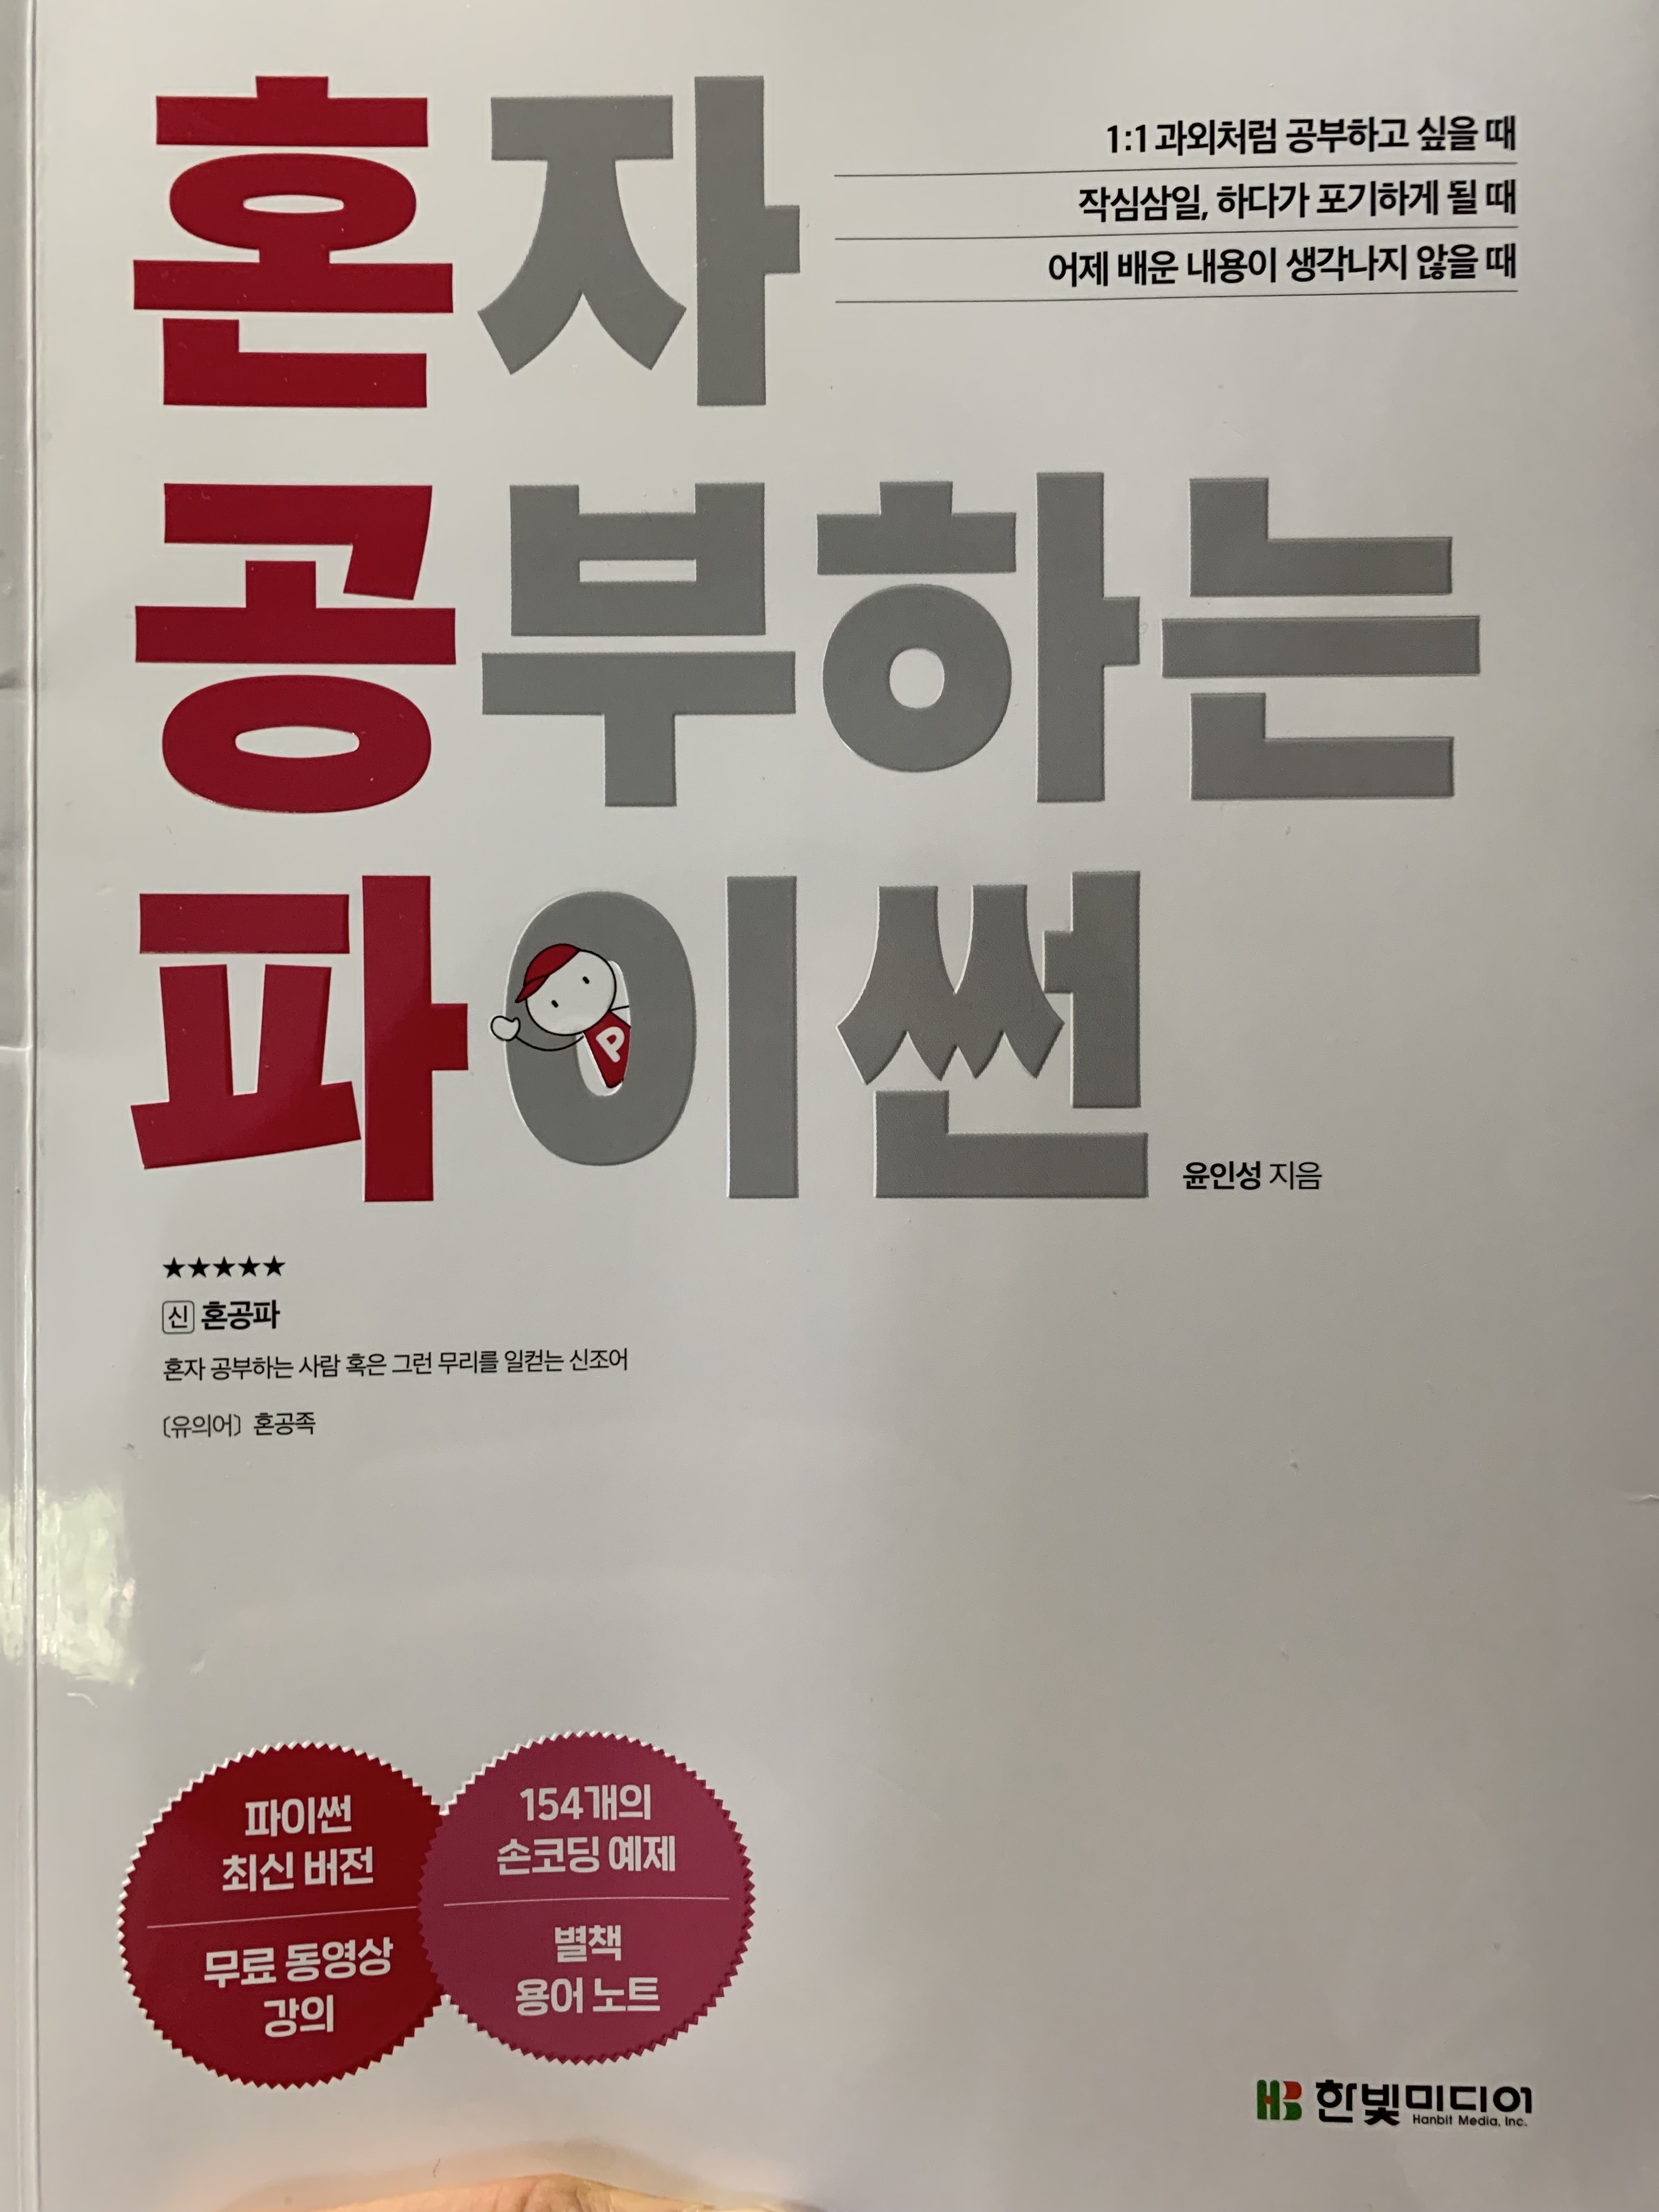 혼자
1:1 과외처럼 공부하고 싶을 때
작심삼일, 하다가 포기하게 될 때
어제 배운 내용이 생각나지 않을 때
공부하는
파이썬
P
윤인성 지음
★★★★★
신 혼공파
혼자 공부하는 사람 혹은 그런 무리를 일컫는 신조어
〔유의어〕 혼공족
파이썬
최신 버전
무료 동영상
강의
154개의
손코딩 예제
별책
용어 노트
HB 한빛미디어
Hanbit Media, Inc.